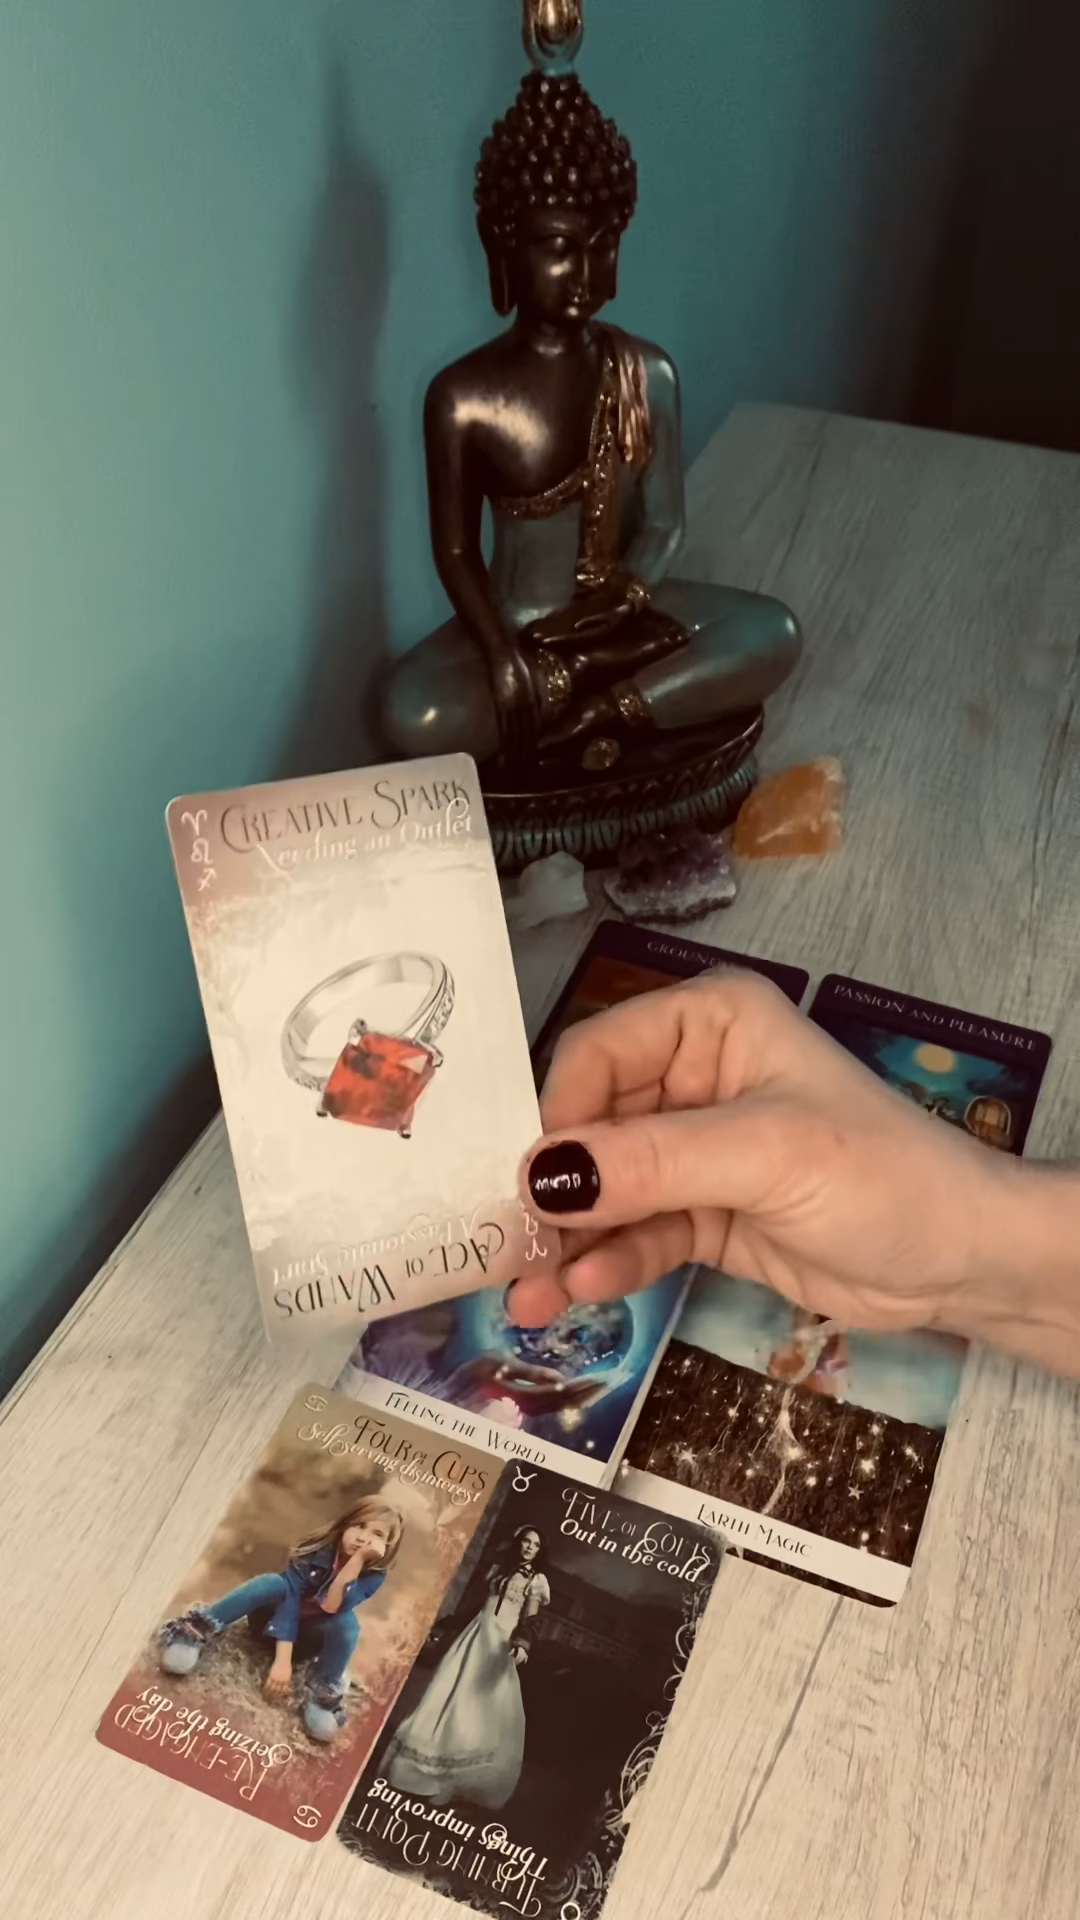 CREATIVE SPARK
Needing an Outlet
A Passionate Start
ACE OF WANDS
PASSION AND PLEASURE
FEELING THE WORLD
EARTH MAGIC
FOUR OF CUPS
Self-serving disinterest
Seizing the day
RE-ENGAGED
FIVE OF COINS
Out in the cold
Things improving
TURNING POINT